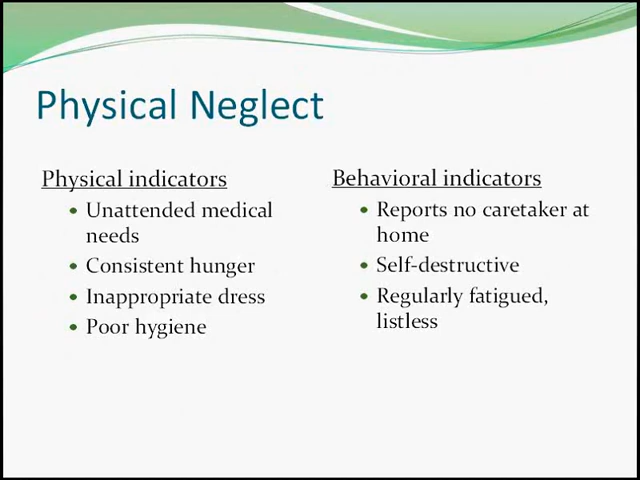 Physical Neglect
Physical indicators
• Unattended medical
needs
• Consistent hunger
• Inappropriate dress
• Poor hygiene
Behavioral indicators
• Reports no caretaker at
home
• Self-destructive
• Regularly fatigued,
listless